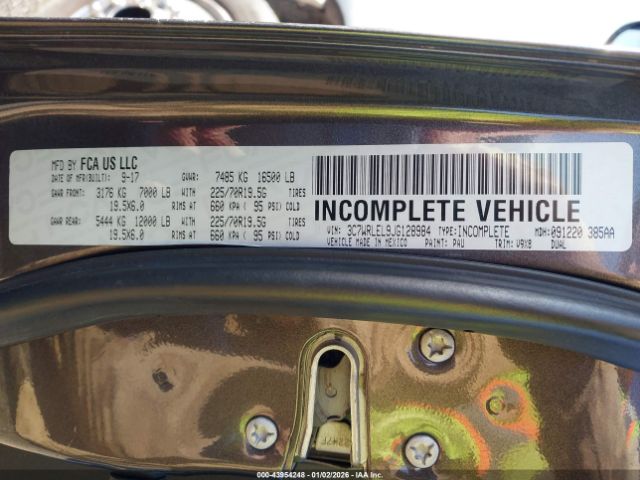 MFD BY FCA US LLC
DATE OF MFR(BUILT): 9-17 GVWR: 7485 KG 16500 LB
GAWR FRONT: 3176 KG 7000 LB WITH 225/70R19.5G TIRES
19.5X6.0 RIMS AT 660 KPA ( 95 PSI) COLD
GAWR REAR: 5444 KG 12000 LB WITH 225/70R19.5G TIRES
19.5X6.0 RIMS AT 660 KPA ( 95 PSI) COLD
INCOMPLETE VEHICLE
VIN: 3C7WRLEL9JG128984 TYPE: INCOMPLETE MDH: 091220 385AA
VEHICLE MADE IN MEXICO PAINT: PAU TRIM: V9X8 DUAL
#00-43954248 - 01/02/2026 - COPYRIGHT IAA, LLC.